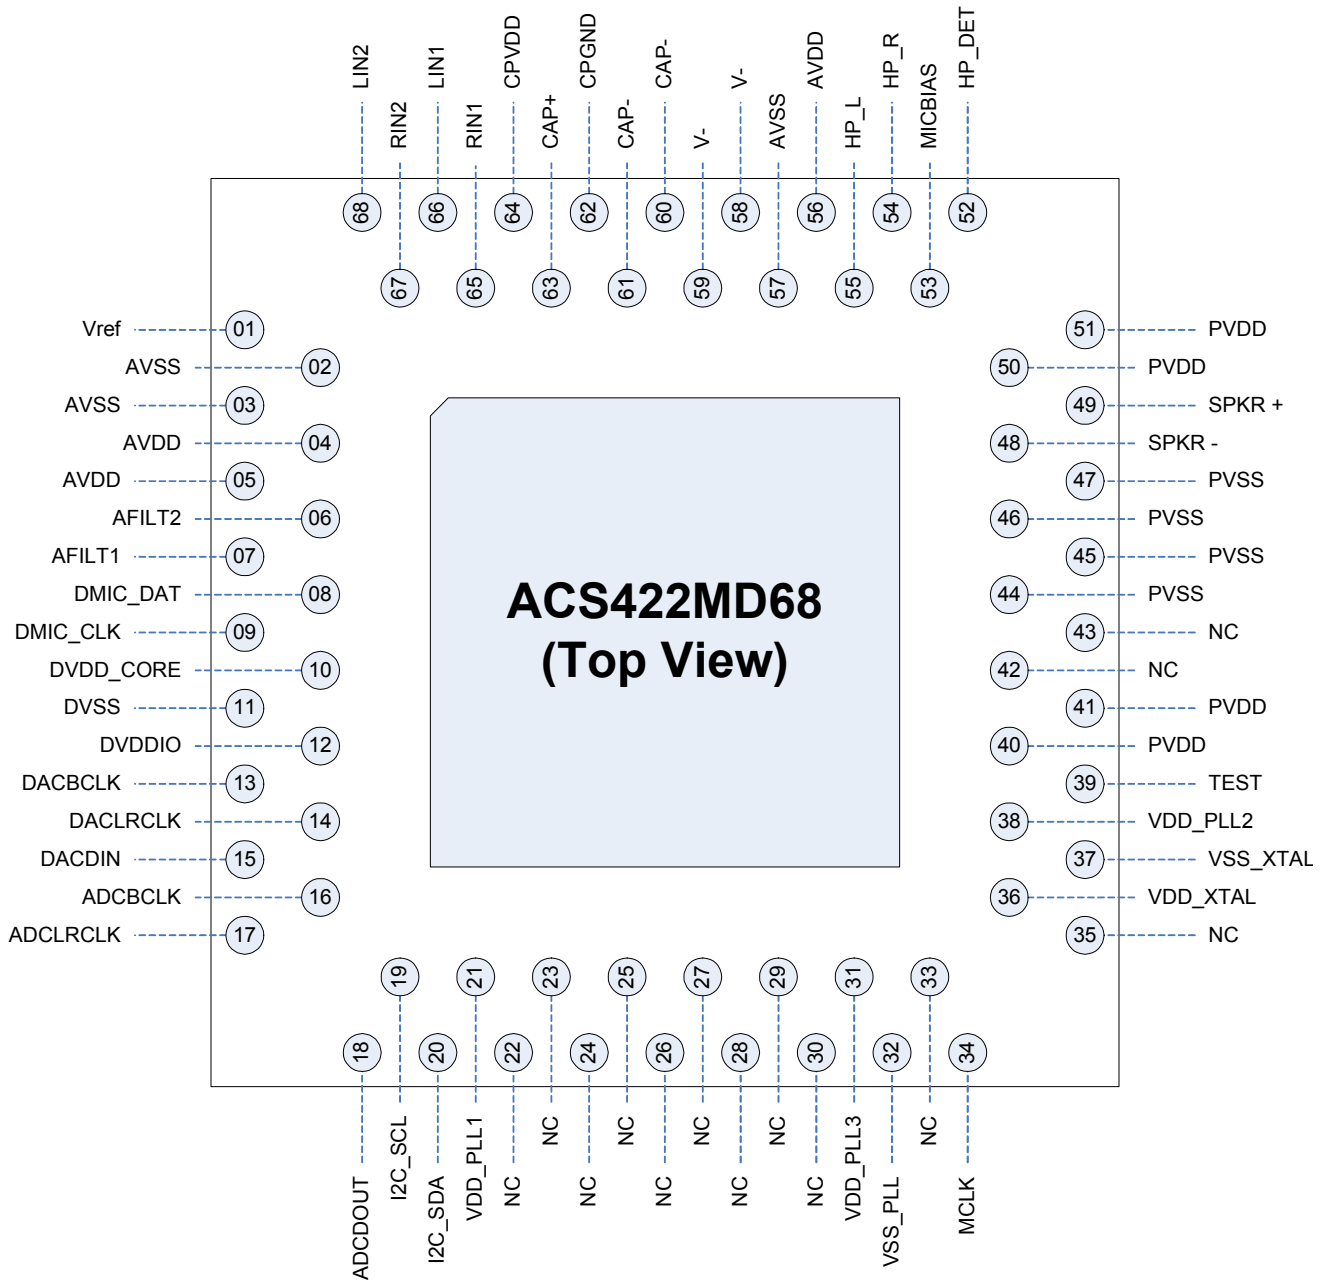 LIN2
RIN2
LIN1
RIN1
CPVDD
CAP+
CPGND
CAP-
CAP-
V-
V-
AVSS
AVDD
HP_L
HP_R
MICBIAS
HP_DET
68
67
66
65
64
63
62
61
60
59
58
57
56
55
54
53
52
Vref 01
AVSS 02
AVSS 03
AVDD 04
AVDD 05
AFILT2 06
AFILT1 07
DMIC_DAT 08
DMIC_CLK 09
DVDD_CORE 10
DVSS 11
DVDDIO 12
DACBCLK 13
DACLRCLK 14
DACDIN 15
ADCBCLK 16
ADCLRCLK 17
ACS422MD68
(Top View)
51 PVDD
50 PVDD
49 SPKR +
48 SPKR -
47 PVSS
46 PVSS
45 PVSS
44 PVSS
43 NC
42 NC
41 PVDD
40 PVDD
39 TEST
38 VDD_PLL2
37 VSS_XTAL
36 VDD_XTAL
35 NC
18
19
20
21
22
23
24
25
26
27
28
29
30
31
32
33
34
ADCDOUT
I2C_SCL
I2C_SDA
VDD_PLL1
NC
NC
NC
NC
NC
NC
NC
NC
NC
VDD_PLL3
VSS_PLL
NC
MCLK